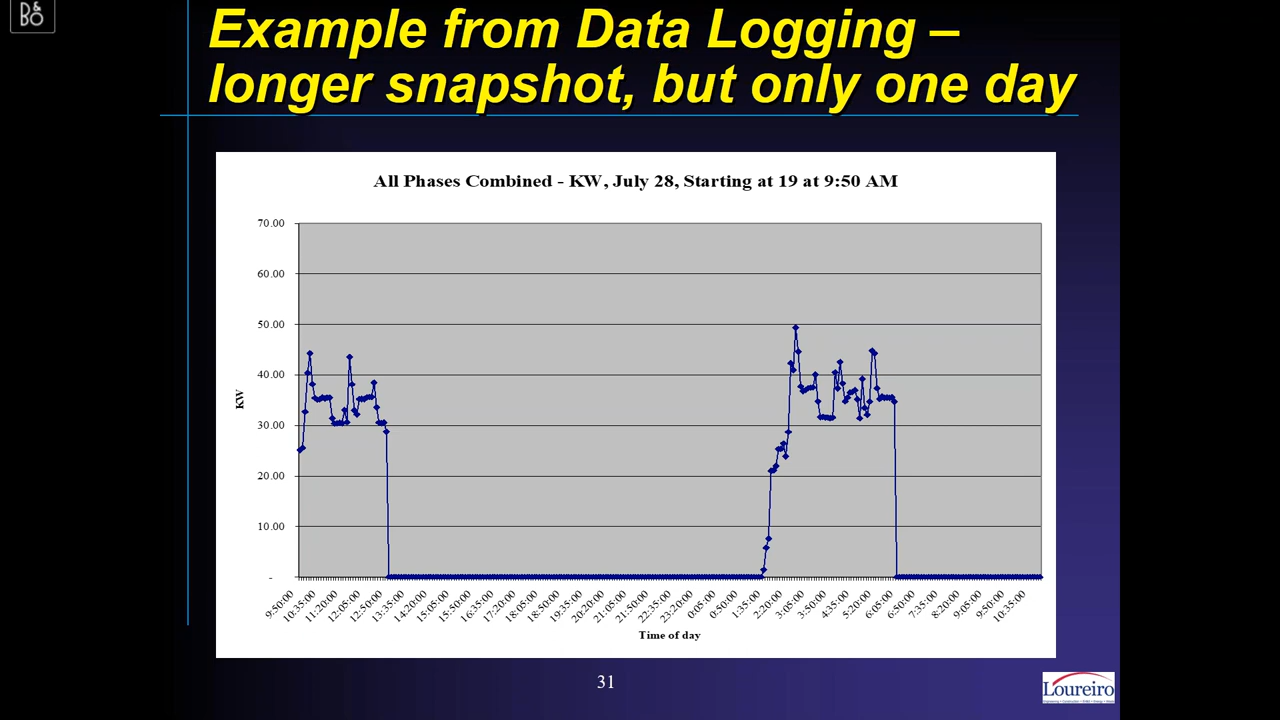 B&O
Example from Data Logging –
longer snapshot, but only one day
All Phases Combined - KW, July 28, Starting at 19 at 9:50 AM
70.00
60.00
50.00
40.00
30.00
20.00
10.00
-
KW
9:50:00 10:35:00 11:20:00 12:05:00 12:50:00 13:35:00 14:20:00 15:05:00 15:50:00 16:35:00 17:20:00 18:05:00 18:50:00 19:35:00 20:20:00 21:05:00 21:50:00 22:35:00 23:20:00 0:05:00 0:50:00 1:35:00 2:20:00 3:05:00 3:50:00 4:35:00 5:20:00 6:05:00 6:50:00 7:35:00 8:20:00 9:05:00 9:50:00 10:35:00
Time of day
31
Loureiro